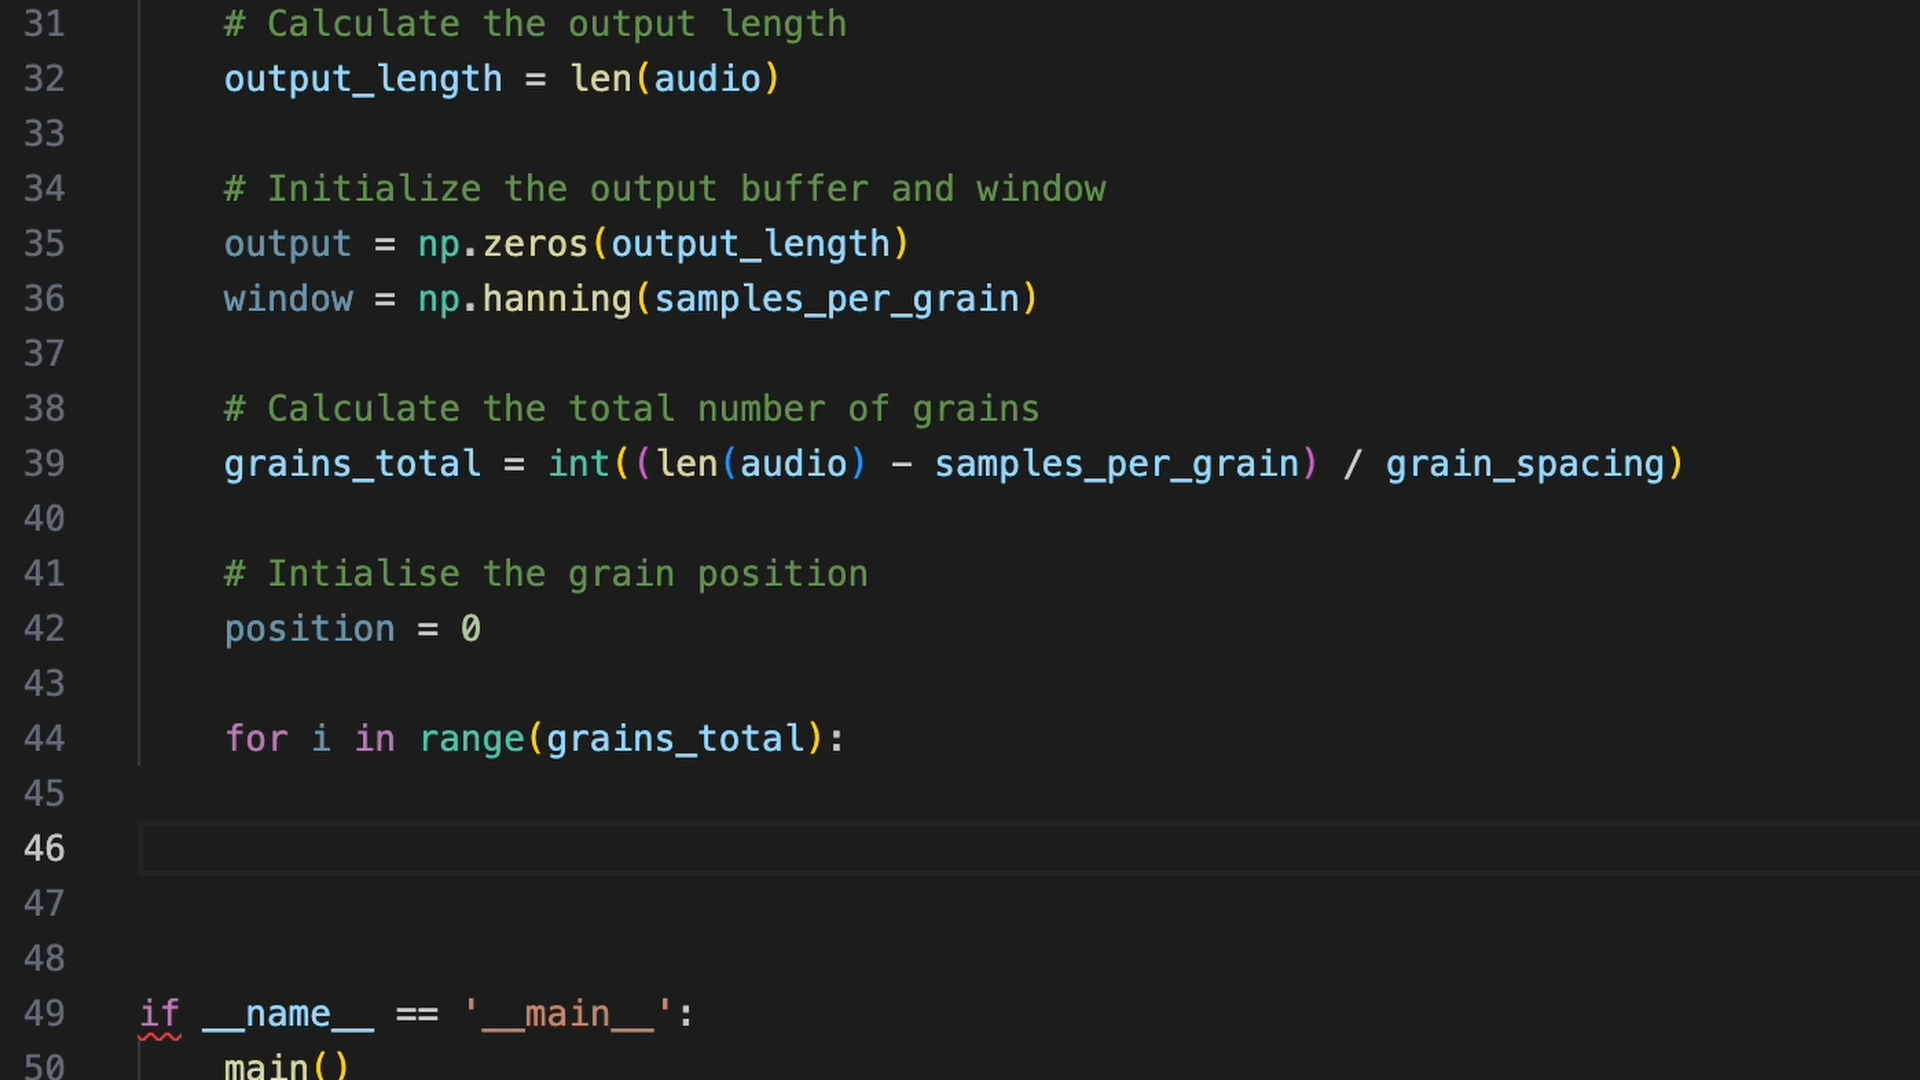 31 # Calculate the output length
32 output_length = len(audio)
33
34 # Initialize the output buffer and window
35 output = np.zeros(output_length)
36 window = np.hanning(samples_per_grain)
37
38 # Calculate the total number of grains
39 grains_total = int((len(audio) - samples_per_grain) / grain_spacing)
40
41 # Intialise the grain position
42 position = 0
43
44 for i in range(grains_total):
45
46
47
48
49 if __name__ == '__main__':
50 main()